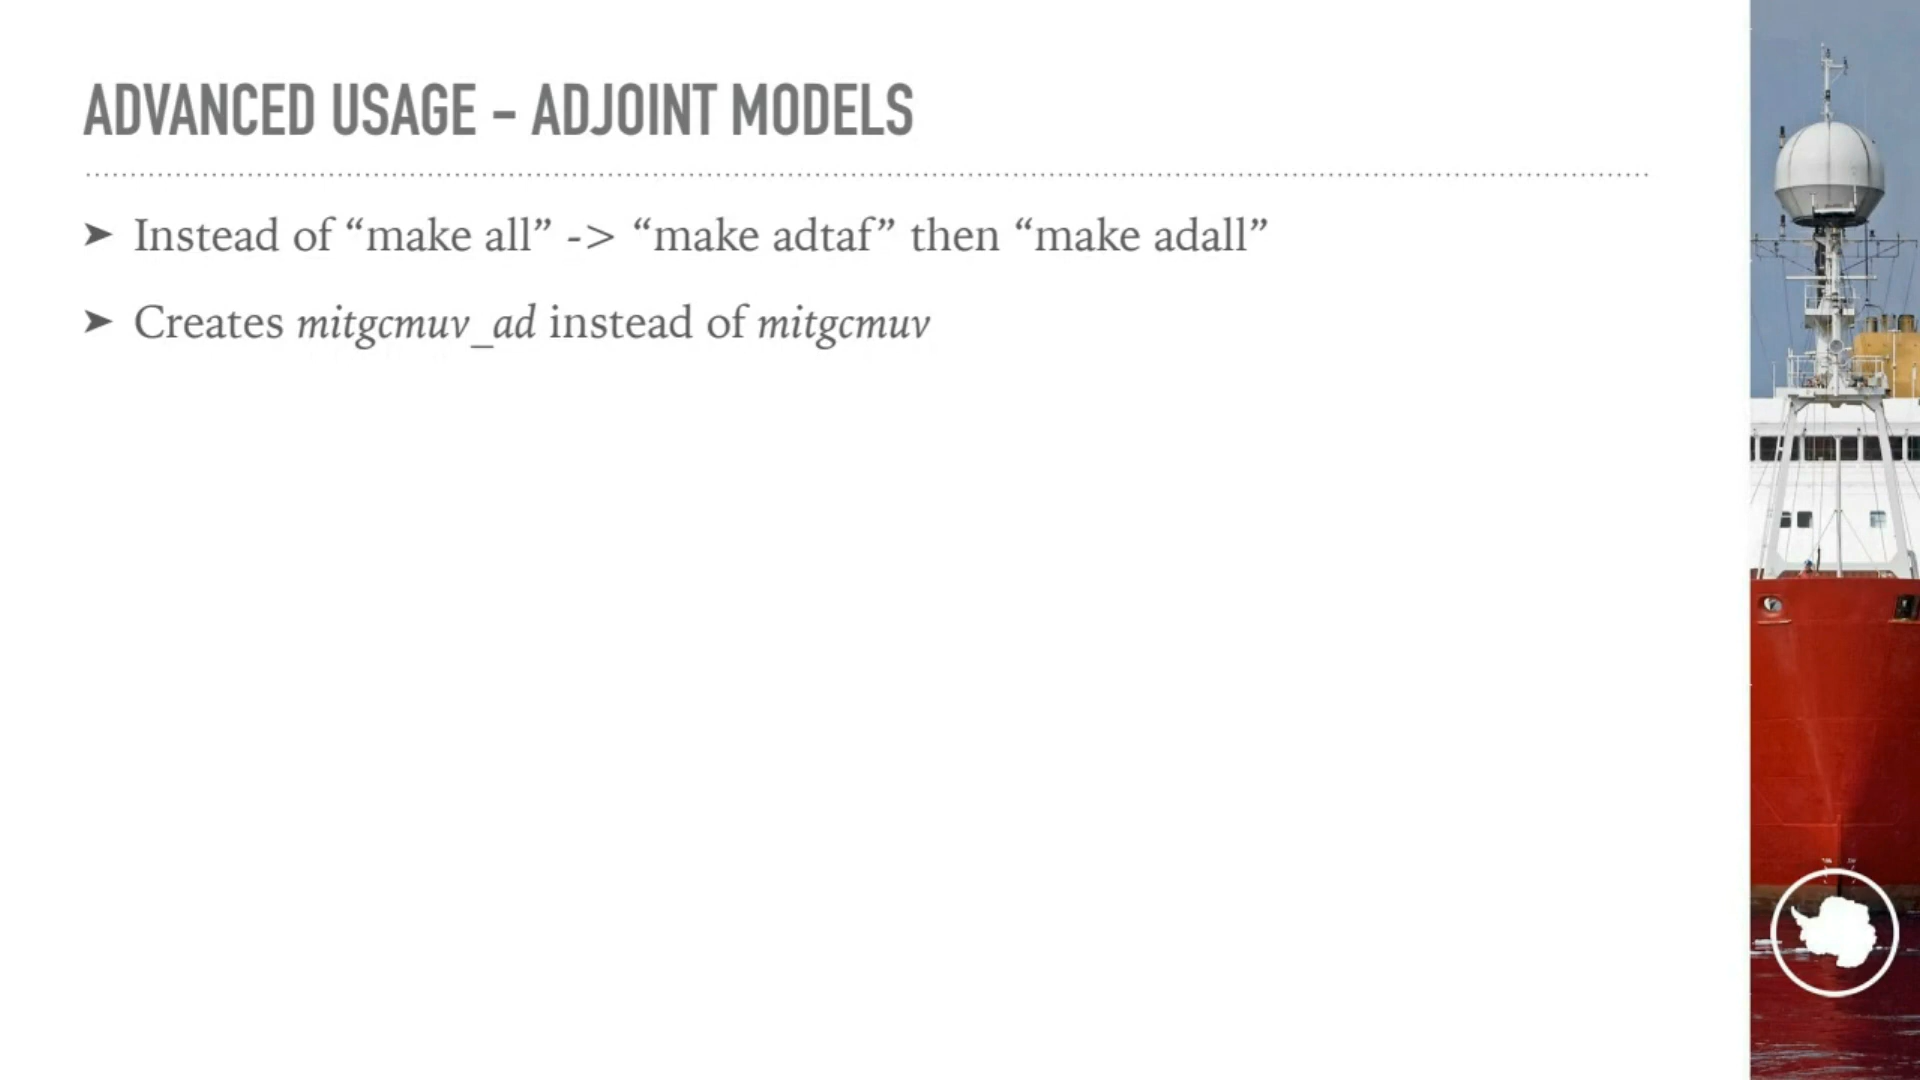 ADVANCED USAGE – ADJOINT MODELS
➤ Instead of “make all” -> “make adtaf” then “make adall”
➤ Creates mitgcmuv_ad instead of mitgcmuv